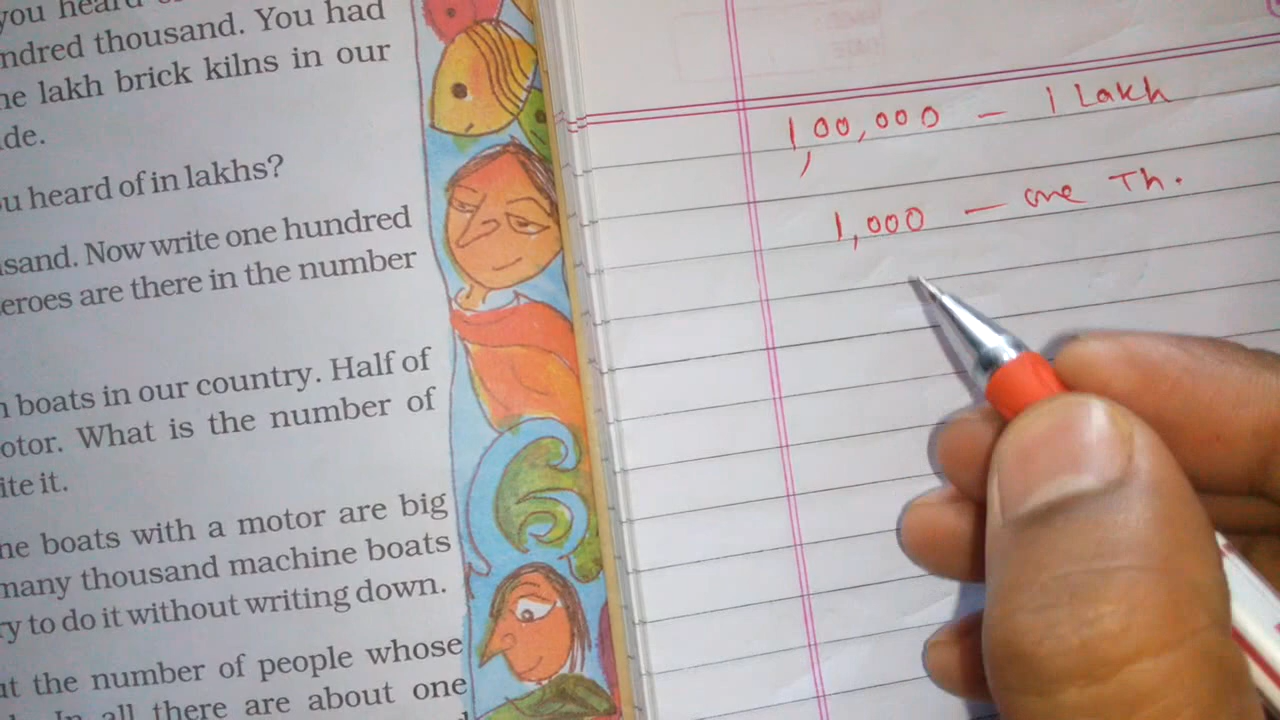 you heard
ndred thousand. You had
ne lakh brick kilns in our
de.
u heard of in lakhs?
sand. Now write one hundred
eroes are there in the number
n boats in our country. Half of
otor. What is the number of
ite it.
ne boats with a motor are big
many thousand machine boats
ry to do it without writing down.
ut the number of people whose
In all there are about one
1,00,000 - 1 Lakh
1,000 - one Th.